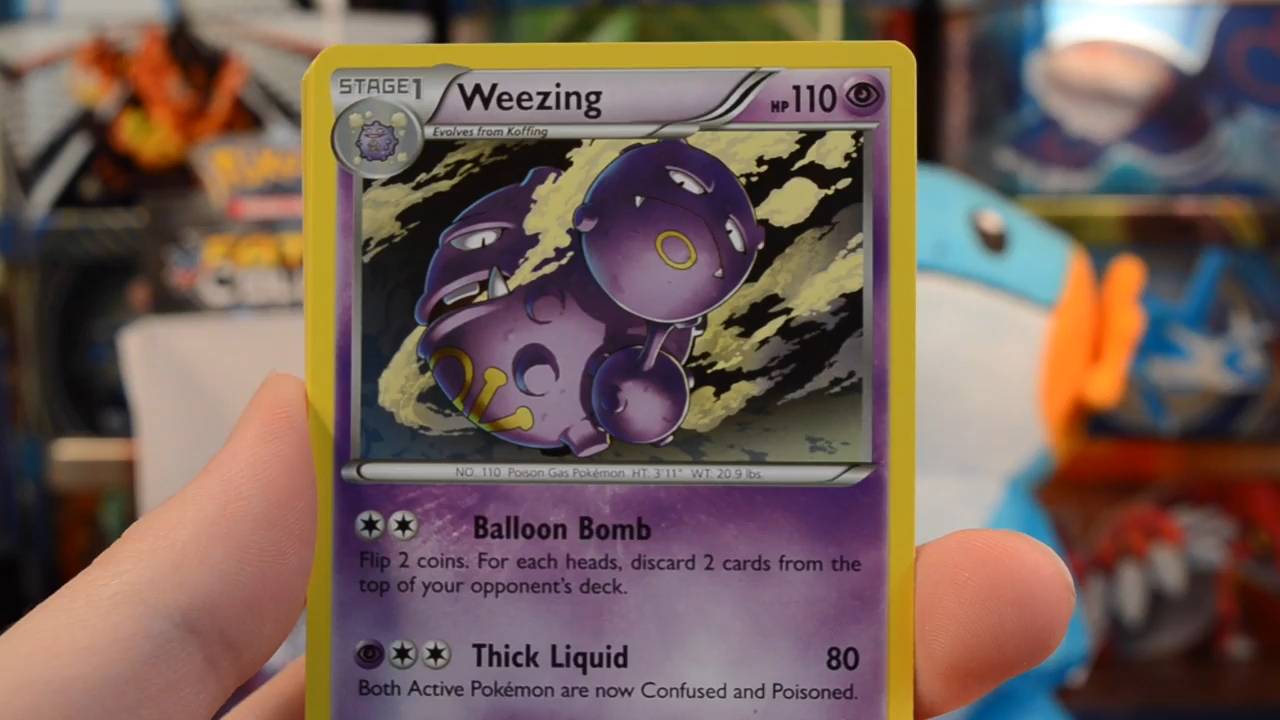 STAGE1 Weezing HP110
Evolves from Koffing
NO. 110 Poison Gas Pokémon HT: 3'11" WT: 20.9 lbs.
Balloon Bomb
Flip 2 coins. For each heads, discard 2 cards from the
top of your opponent's deck.
Thick Liquid 80
Both Active Pokémon are now Confused and Poisoned.